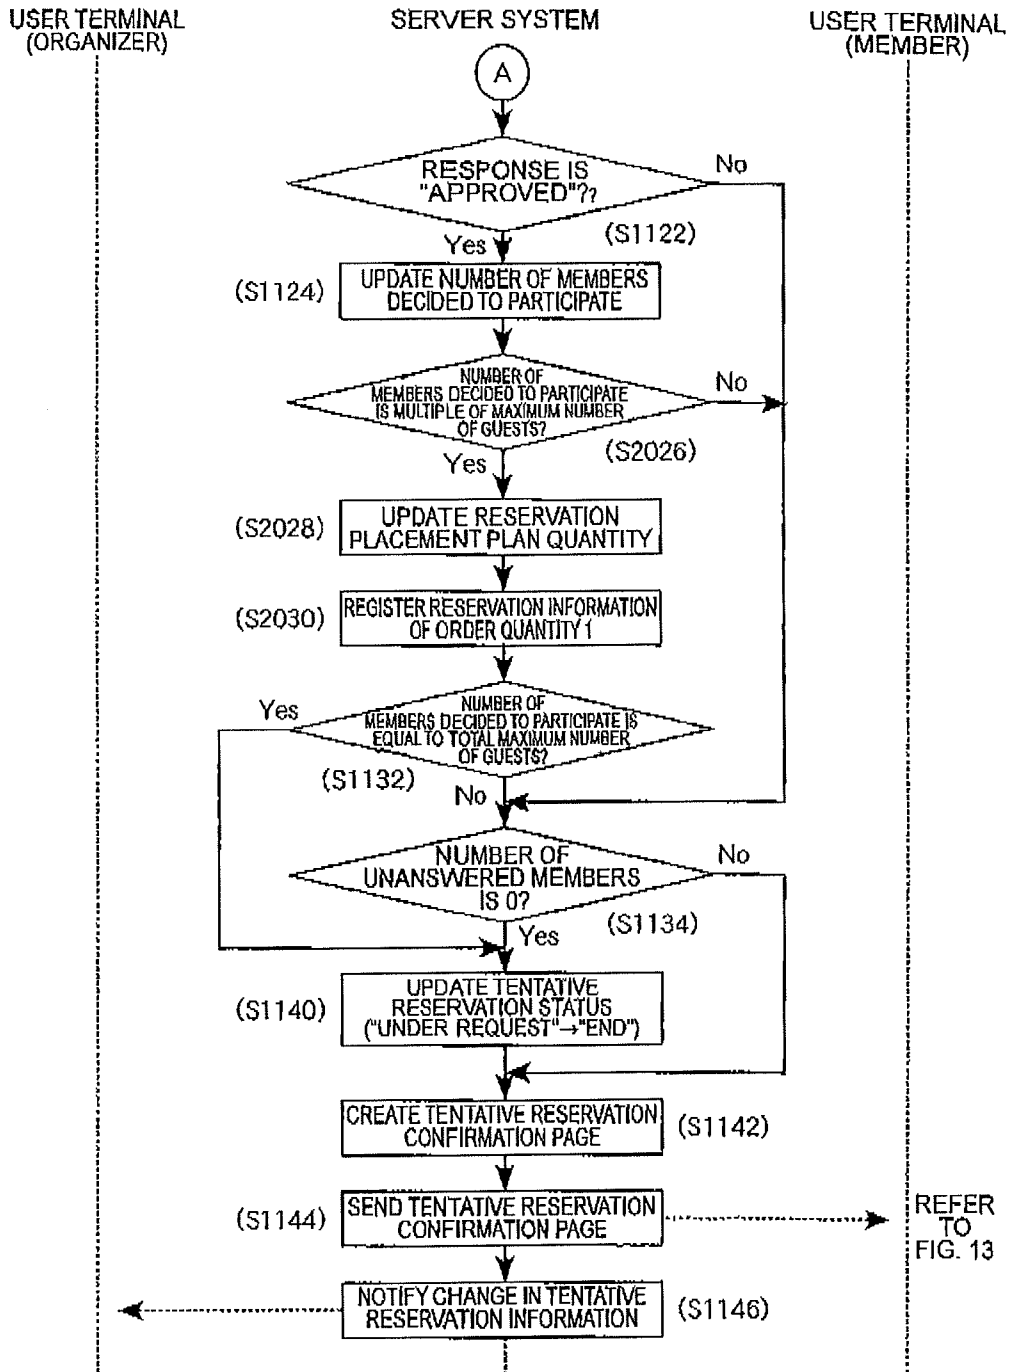 USER TERMINAL
(ORGANIZER)
SERVER SYSTEM
USER TERMINAL
(MEMBER)
A
RESPONSE IS
"APPROVED"??
No
(S1122)
Yes
(S1124)
UPDATE NUMBER OF MEMBERS
DECIDED TO PARTICIPATE
NUMBER OF
MEMBERS DECIDED TO PARTICIPATE
IS MULTIPLE OF MAXIMUM NUMBER
OF GUESTS?
No
(S2026)
Yes
(S2028)
UPDATE RESERVATION
PLACEMENT PLAN QUANTITY
(S2030)
REGISTER RESERVATION INFORMATION
OF ORDER QUANTITY 1
Yes
NUMBER OF
MEMBERS DECIDED TO PARTICIPATE IS
EQUAL TO TOTAL MAXIMUM NUMBER
OF GUESTS?
(S1132)
No
NUMBER OF
UNANSWERED MEMBERS
IS 0?
No
(S1134)
Yes
(S1140)
UPDATE TENTATIVE
RESERVATION STATUS
("UNDER REQUEST"→"END")
CREATE TENTATIVE RESERVATION
CONFIRMATION PAGE
(S1142)
(S1144)
SEND TENTATIVE RESERVATION
CONFIRMATION PAGE
REFER
TO
FIG. 13
NOTIFY CHANGE IN TENTATIVE
RESERVATION INFORMATION
(S1146)